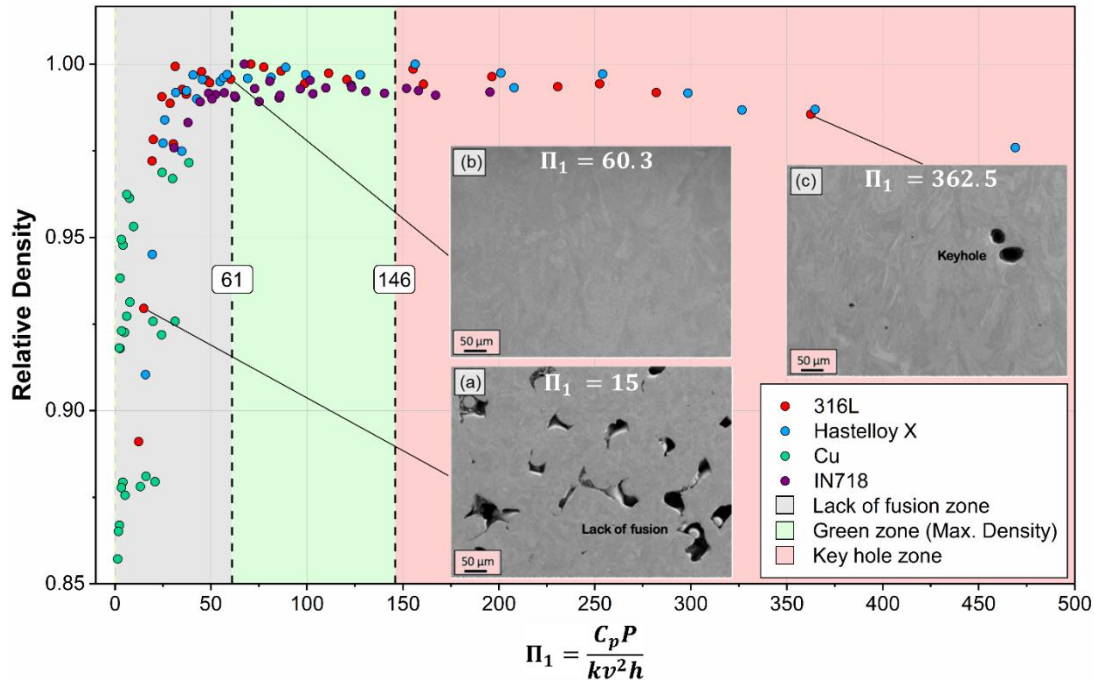 Relative Density
1.00
0.95
0.90
0.85
0
50
100
150
200
250
300
350
400
450
500
61
146
(b)
Π₁ = 60.3
50 μm
(c)
Π₁ = 362.5
Keyhole
50 μm
(a)
Π₁ = 15
Lack of fusion
50 μm
316L
Hastelloy X
Cu
IN718
Lack of fusion zone
Green zone (Max. Density)
Key hole zone
Π₁ = CₚP / kv²h